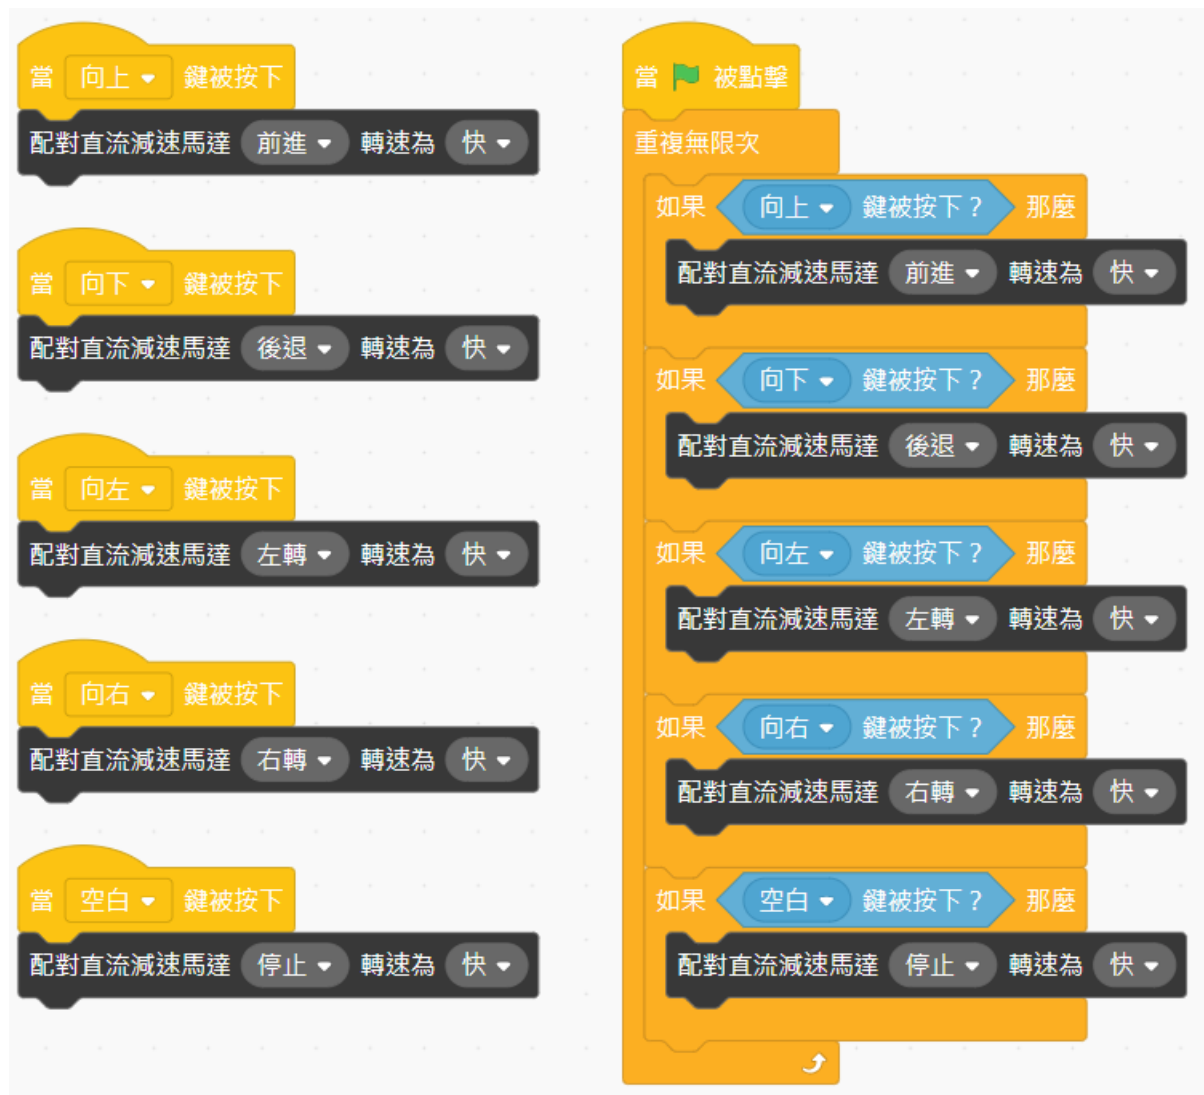 當 向上 鍵被按下
配對直流減速馬達 前進 轉速為 快
當 向下 鍵被按下
配對直流減速馬達 後退 轉速為 快
當 向左 鍵被按下
配對直流減速馬達 左轉 轉速為 快
當 向右 鍵被按下
配對直流減速馬達 右轉 轉速為 快
當 空白 鍵被按下
配對直流減速馬達 停止 轉速為 快
當 被點擊
重複無限次
如果 向上 鍵被按下? 那麼
配對直流減速馬達 前進 轉速為 快
如果 向下 鍵被按下? 那麼
配對直流減速馬達 後退 轉速為 快
如果 向左 鍵被按下? 那麼
配對直流減速馬達 左轉 轉速為 快
如果 向右 鍵被按下? 那麼
配對直流減速馬達 右轉 轉速為 快
如果 空白 鍵被按下? 那麼
配對直流減速馬達 停止 轉速為 快